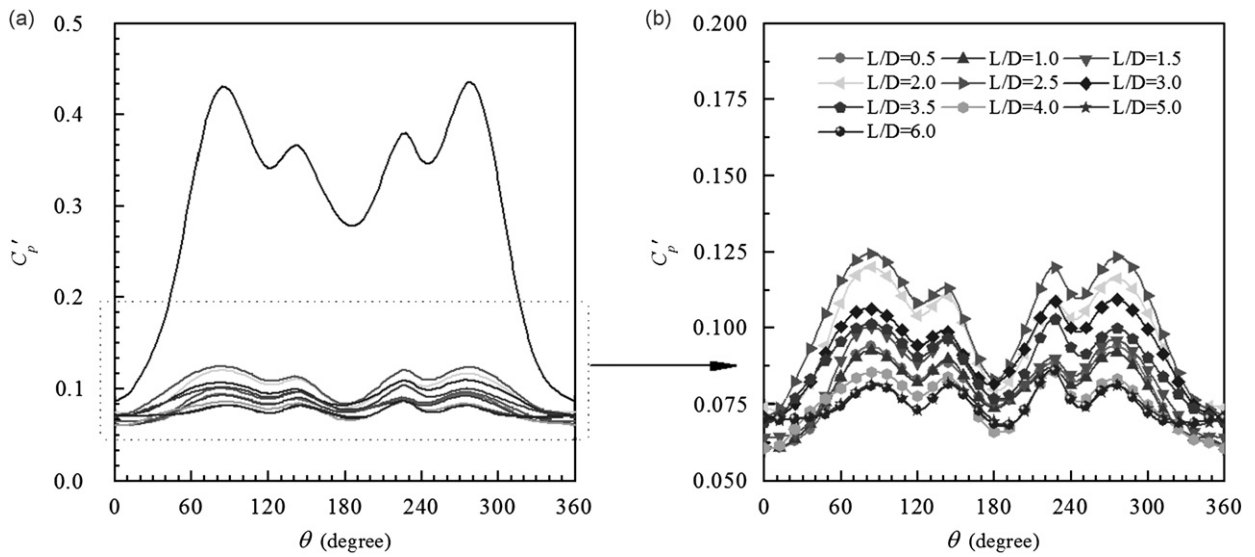 (a)
0.5
0.4
0.3
0.2
0.1
0.0
C_p′
0 60 120 180 240 300 360
θ (degree)
(b)
0.200
0.175
0.150
0.125
0.100
0.075
0.050
C_p′
L/D=0.5 L/D=1.0 L/D=1.5
L/D=2.0 L/D=2.5 L/D=3.0
L/D=3.5 L/D=4.0 L/D=5.0
L/D=6.0
0 60 120 180 240 300 360
θ (degree)